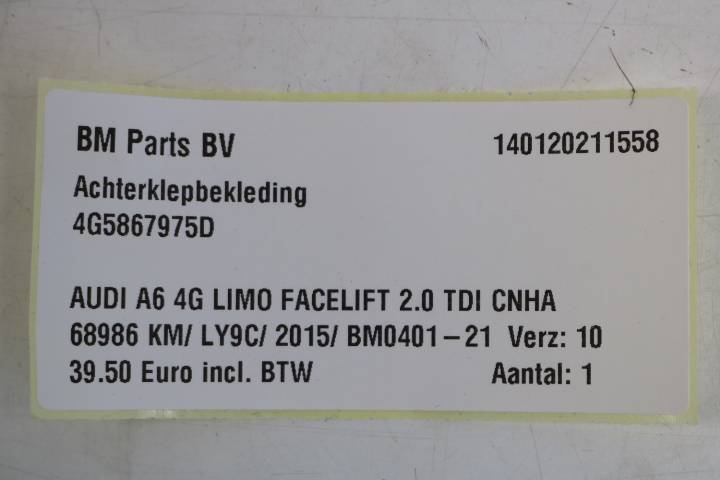 BM Parts BV 140120211558
Achterklepbekleding
4G5867975D
AUDI A6 4G LIMO FACELIFT 2.0 TDI CNHA
68986 KM/ LY9C/ 2015/ BM0401-21 Verz: 10
39.50 Euro incl. BTW Aantal: 1